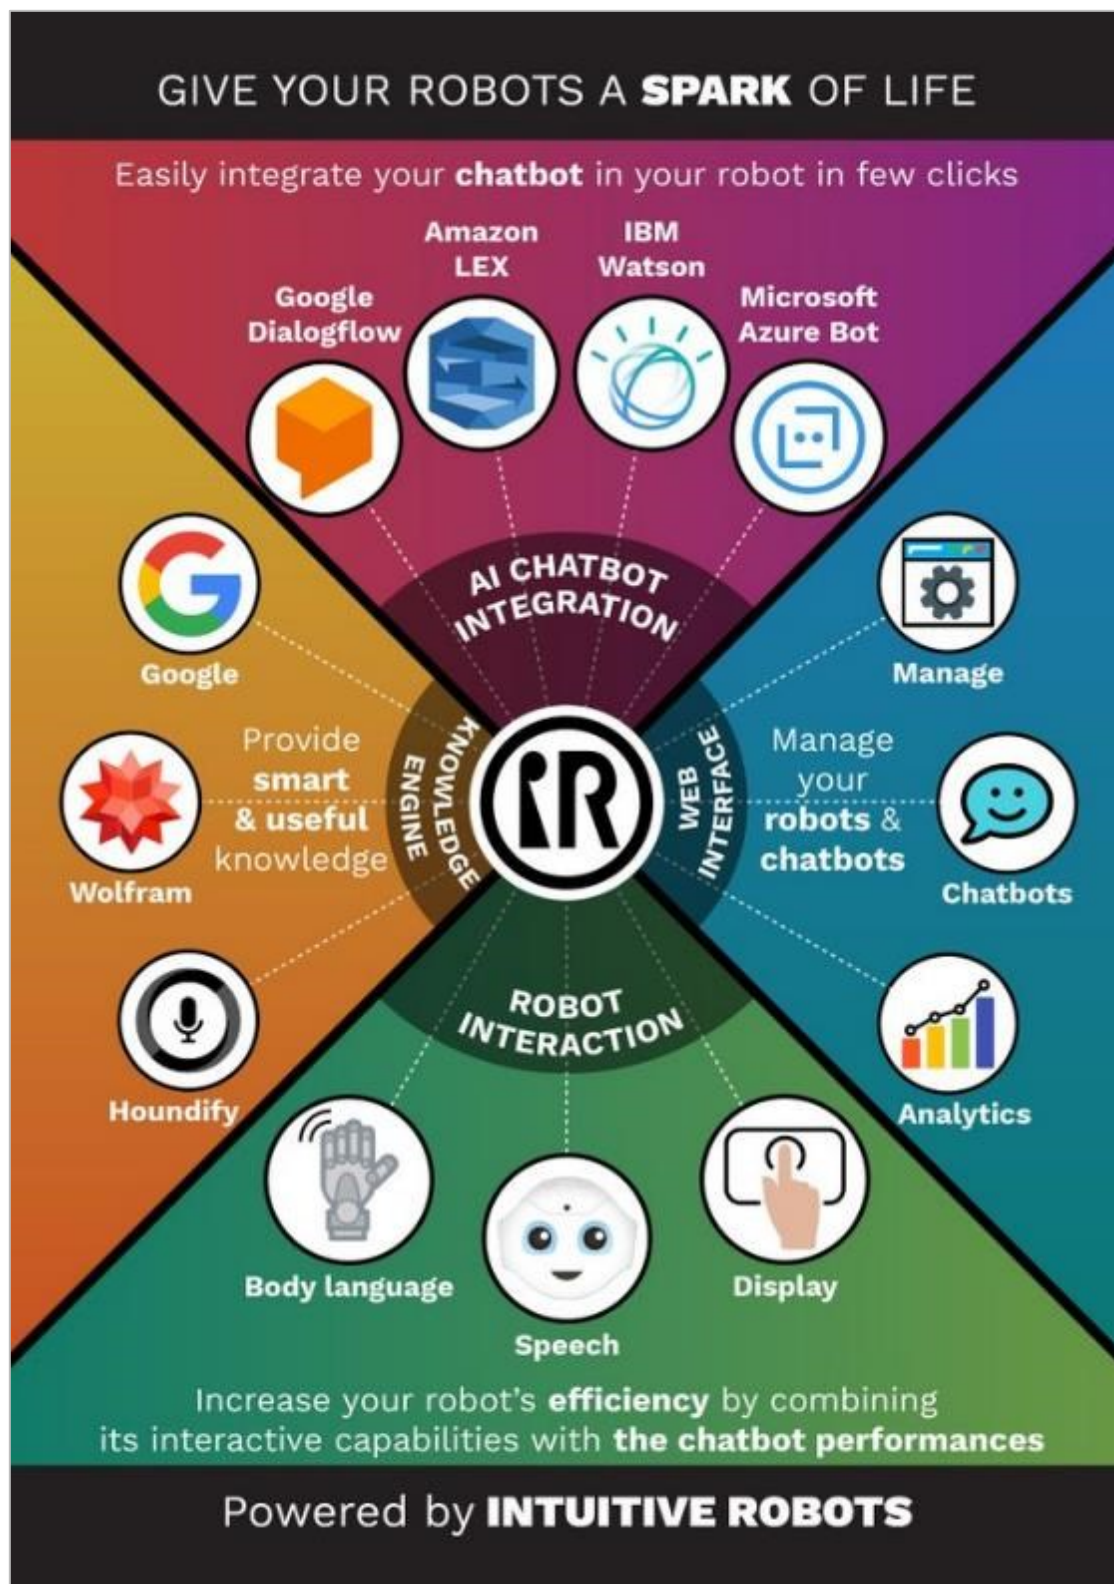 GIVE YOUR ROBOTS A SPARK OF LIFE
Easily integrate your chatbot in your robot in few clicks
Google
Dialogflow
Amazon
LEX
IBM
Watson
Microsoft
Azure Bot
AI CHATBOT
INTEGRATION
Google
Wolfram
Houndify
Provide
smart
& useful
knowledge
KNOWLEDGE
ENGINE
iR
WEB
INTERFACE
Manage
your
robots &
chatbots
Manage
Chatbots
Analytics
ROBOT
INTERACTION
Body language
Speech
Display
Increase your robot's efficiency by combining
its interactive capabilities with the chatbot performances
Powered by INTUITIVE ROBOTS